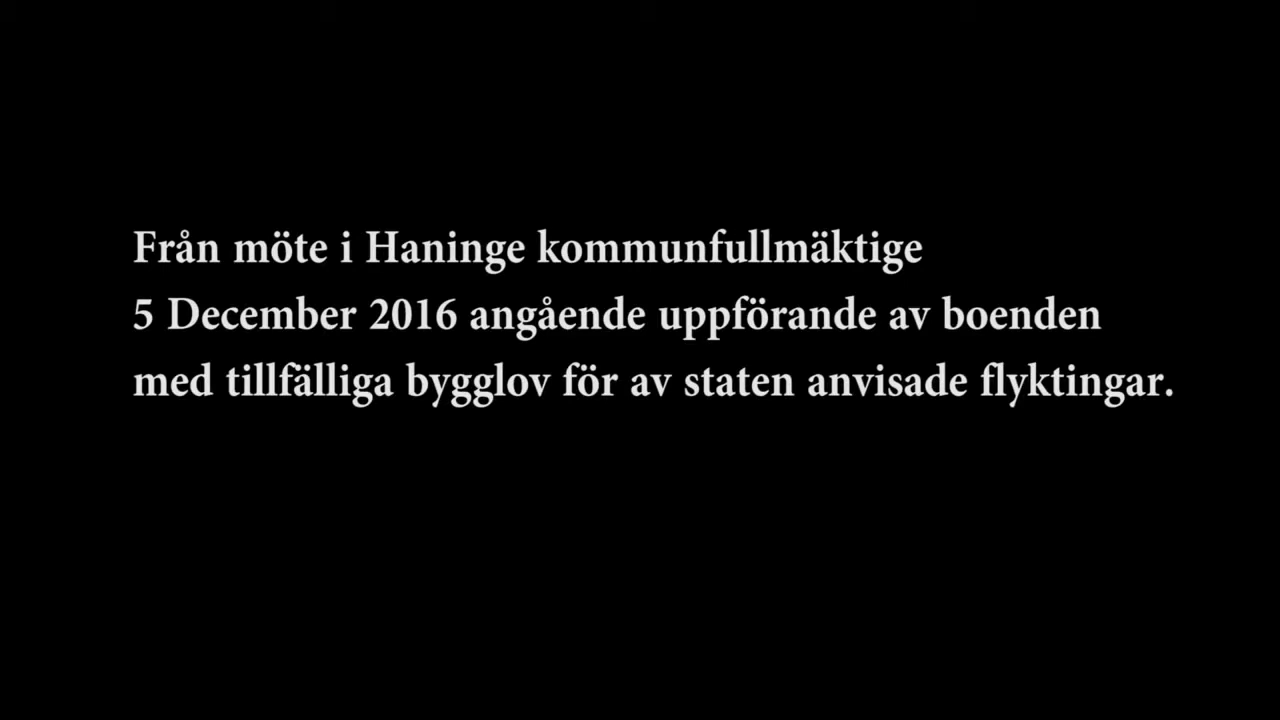 Från möte i Haninge kommunfullmäktige
5 December 2016 angående uppförande av boenden
med tillfälliga bygglov för av staten anvisade flyktingar.